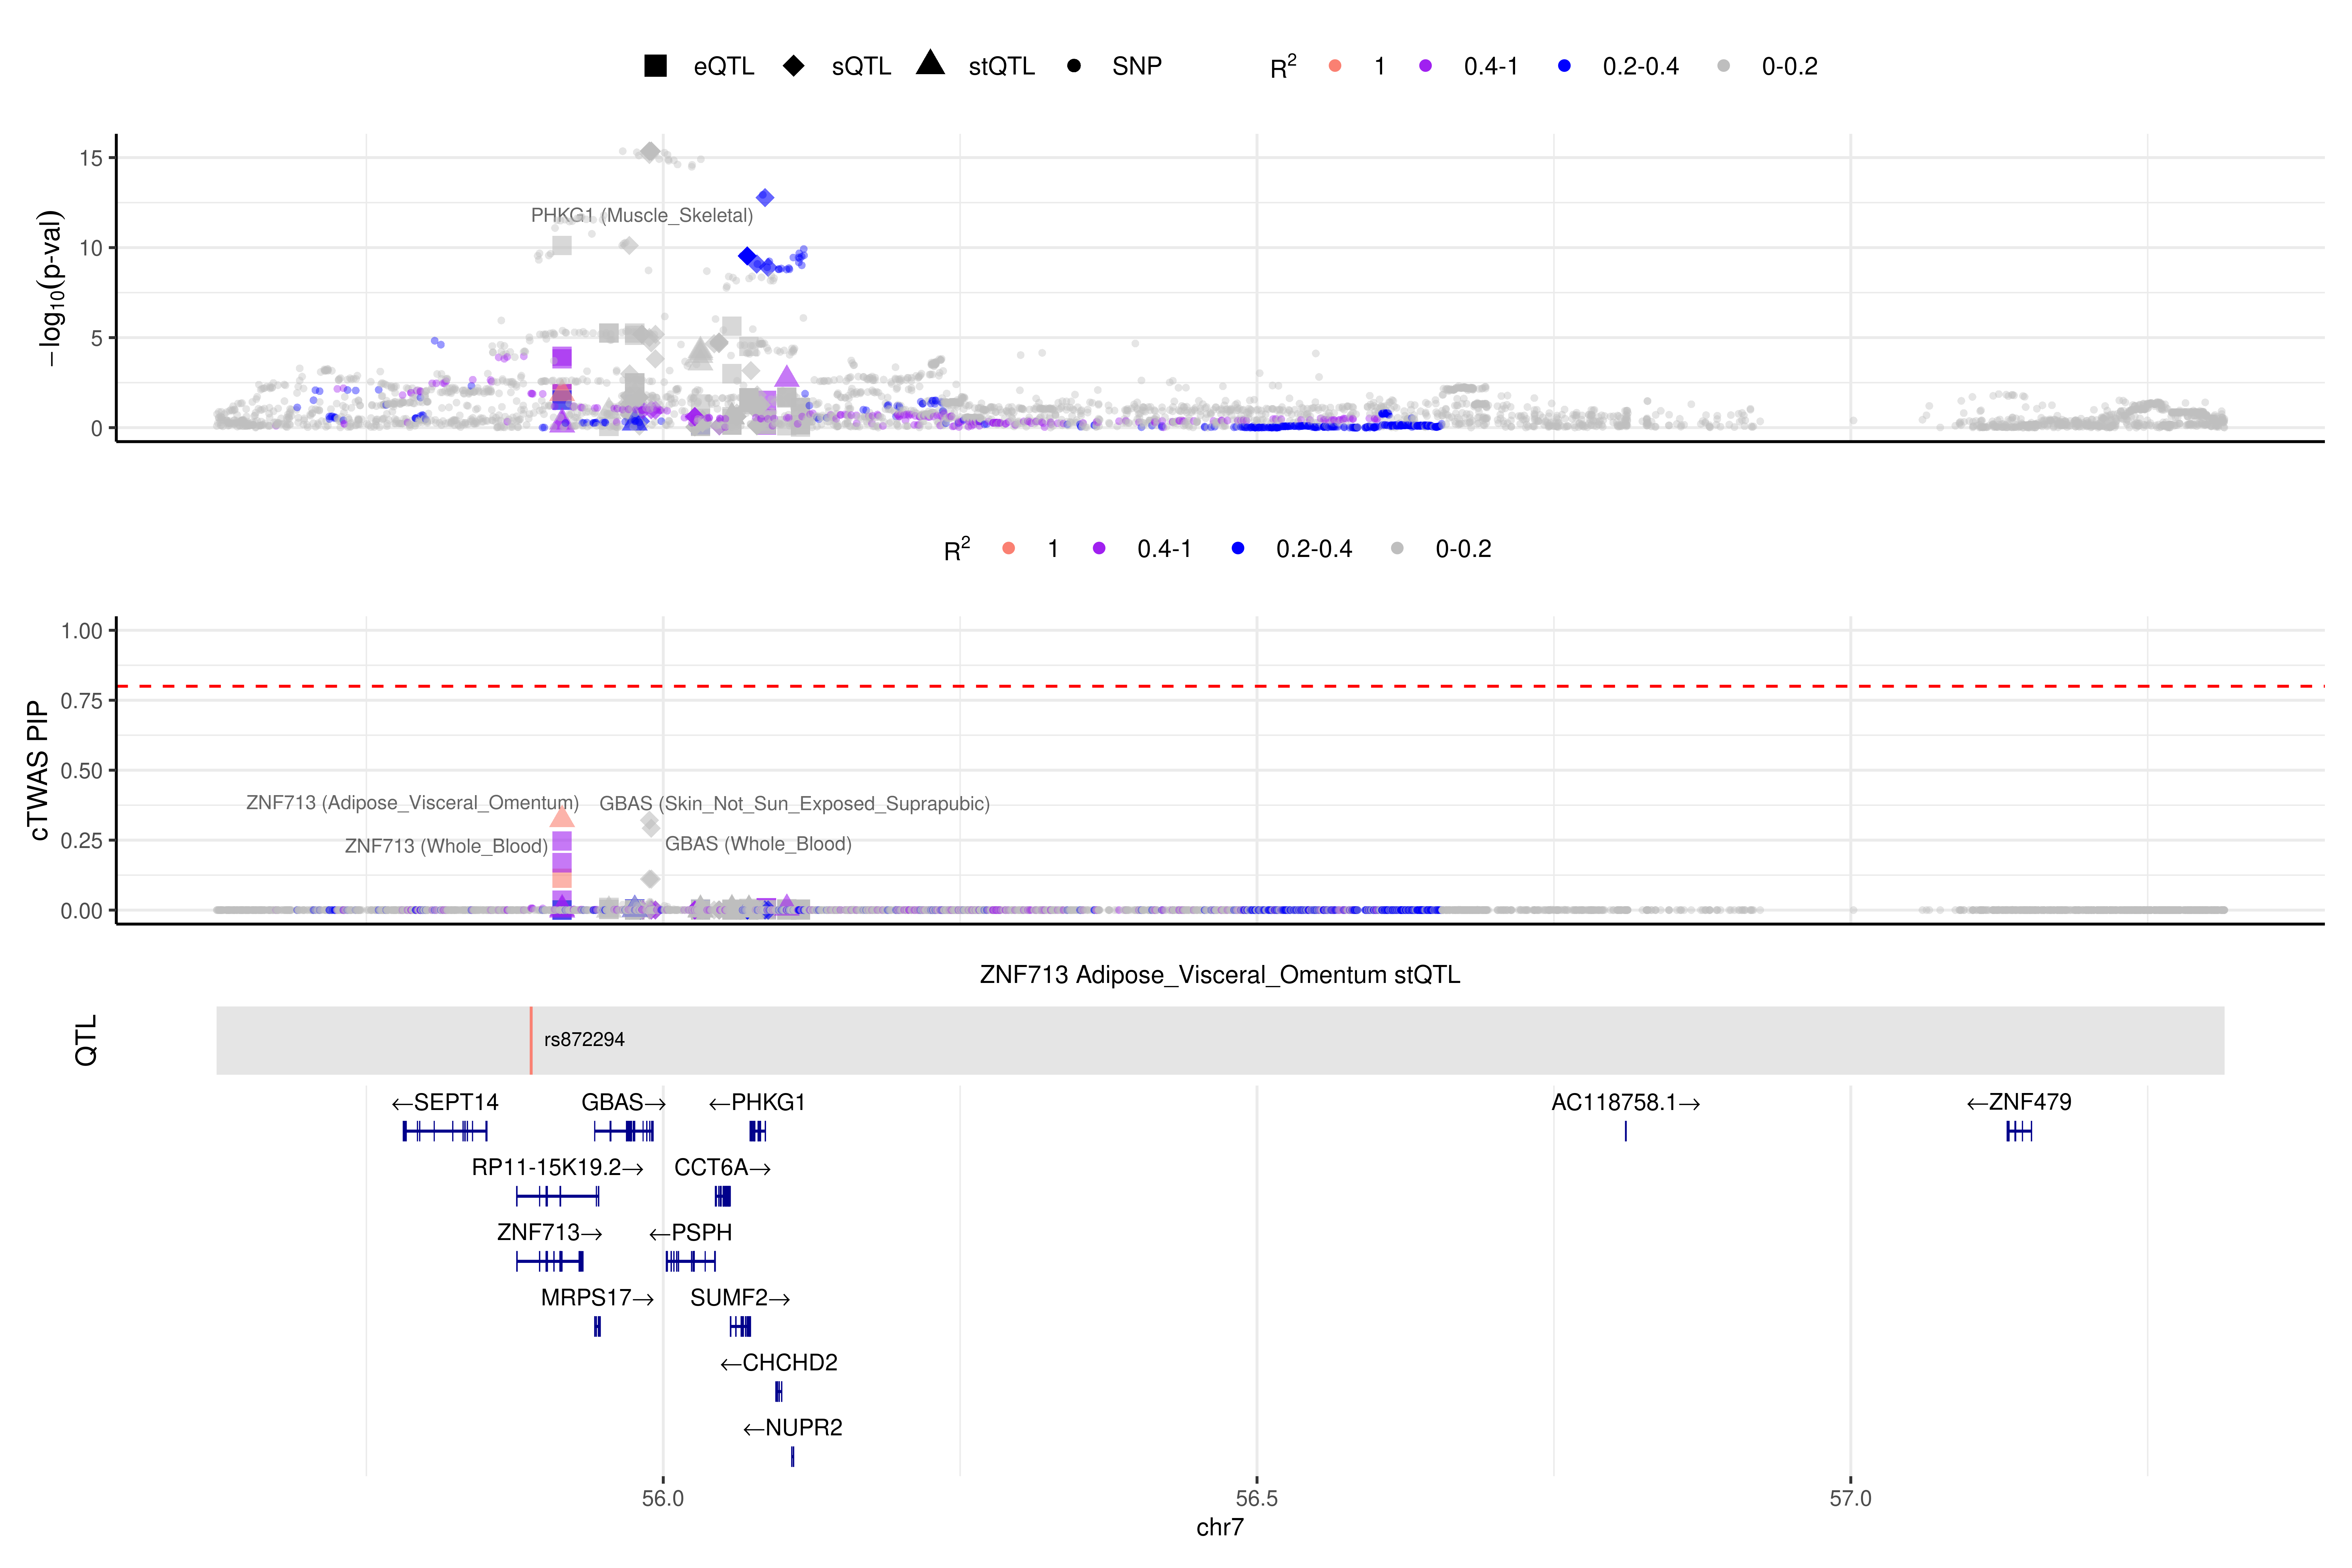 eQTL sQTL stQTL SNP R² 1 0.4-1 0.2-0.4 0-0.2
15
10
5
0
−log₁₀(p-val)
PHKG1 (Muscle_Skeletal)
R² 1 0.4-1 0.2-0.4 0-0.2
1.00
0.75
0.50
0.25
0.00
cTWAS PIP
ZNF713 (Adipose_Visceral_Omentum) GBAS (Skin_Not_Sun_Exposed_Suprapubic)
ZNF713 (Whole_Blood) GBAS (Whole_Blood)
ZNF713 Adipose_Visceral_Omentum stQTL
QTL
rs872294
←SEPT14 GBAS→ ←PHKG1 AC118758.1→ ←ZNF479
RP11-15K19.2→ CCT6A→
ZNF713→ ←PSPH
MRPS17→ SUMF2→
←CHCHD2
←NUPR2
56.0 56.5 57.0
chr7